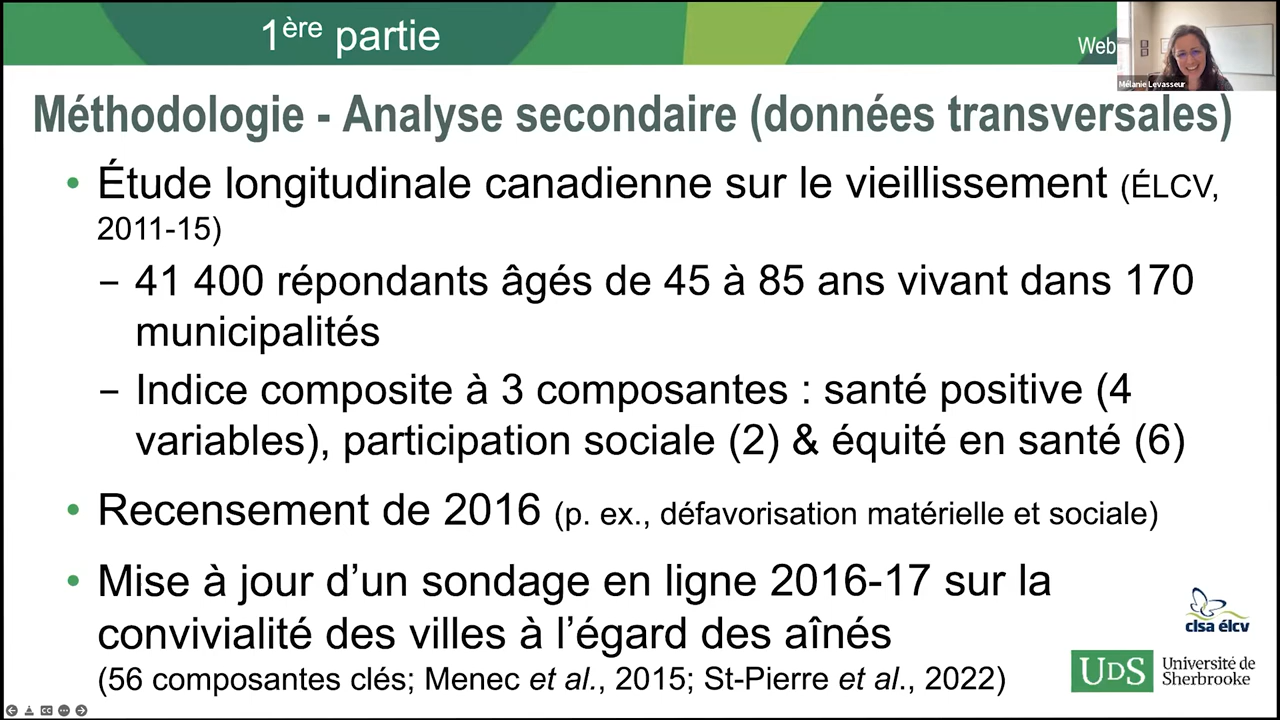 1ère partie
Web
Mélanie Levasseur
Méthodologie - Analyse secondaire (données transversales)
• Étude longitudinale canadienne sur le vieillissement (ÉLCV,
2011-15)
– 41 400 répondants âgés de 45 à 85 ans vivant dans 170
municipalités
– Indice composite à 3 composantes : santé positive (4
variables), participation sociale (2) & équité en santé (6)
• Recensement de 2016 (p. ex., défavorisation matérielle et sociale)
• Mise à jour d’un sondage en ligne 2016-17 sur la
convivialité des villes à l’égard des aînés
(56 composantes clés; Menec et al., 2015; St-Pierre et al., 2022)
clsa élcv
UDS Université de
Sherbrooke